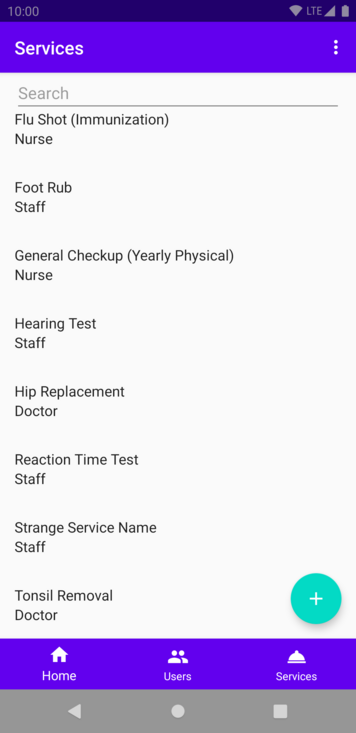 10:00
LTE
Services
Search
Flu Shot (Immunization)
Nurse
Foot Rub
Staff
General Checkup (Yearly Physical)
Nurse
Hearing Test
Staff
Hip Replacement
Doctor
Reaction Time Test
Staff
Strange Service Name
Staff
Tonsil Removal
Doctor
Home
Users
Services